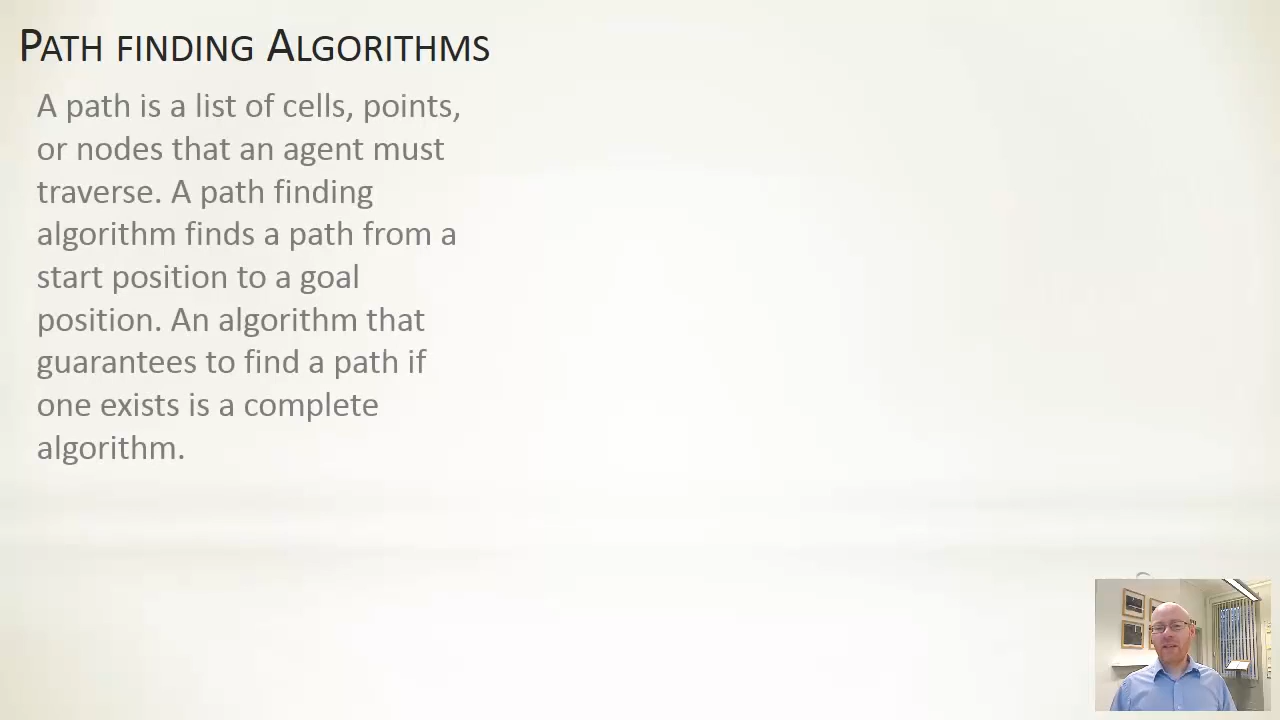 Path finding Algorithms
A path is a list of cells, points,
or nodes that an agent must
traverse. A path finding
algorithm finds a path from a
start position to a goal
position. An algorithm that
guarantees to find a path if
one exists is a complete
algorithm.